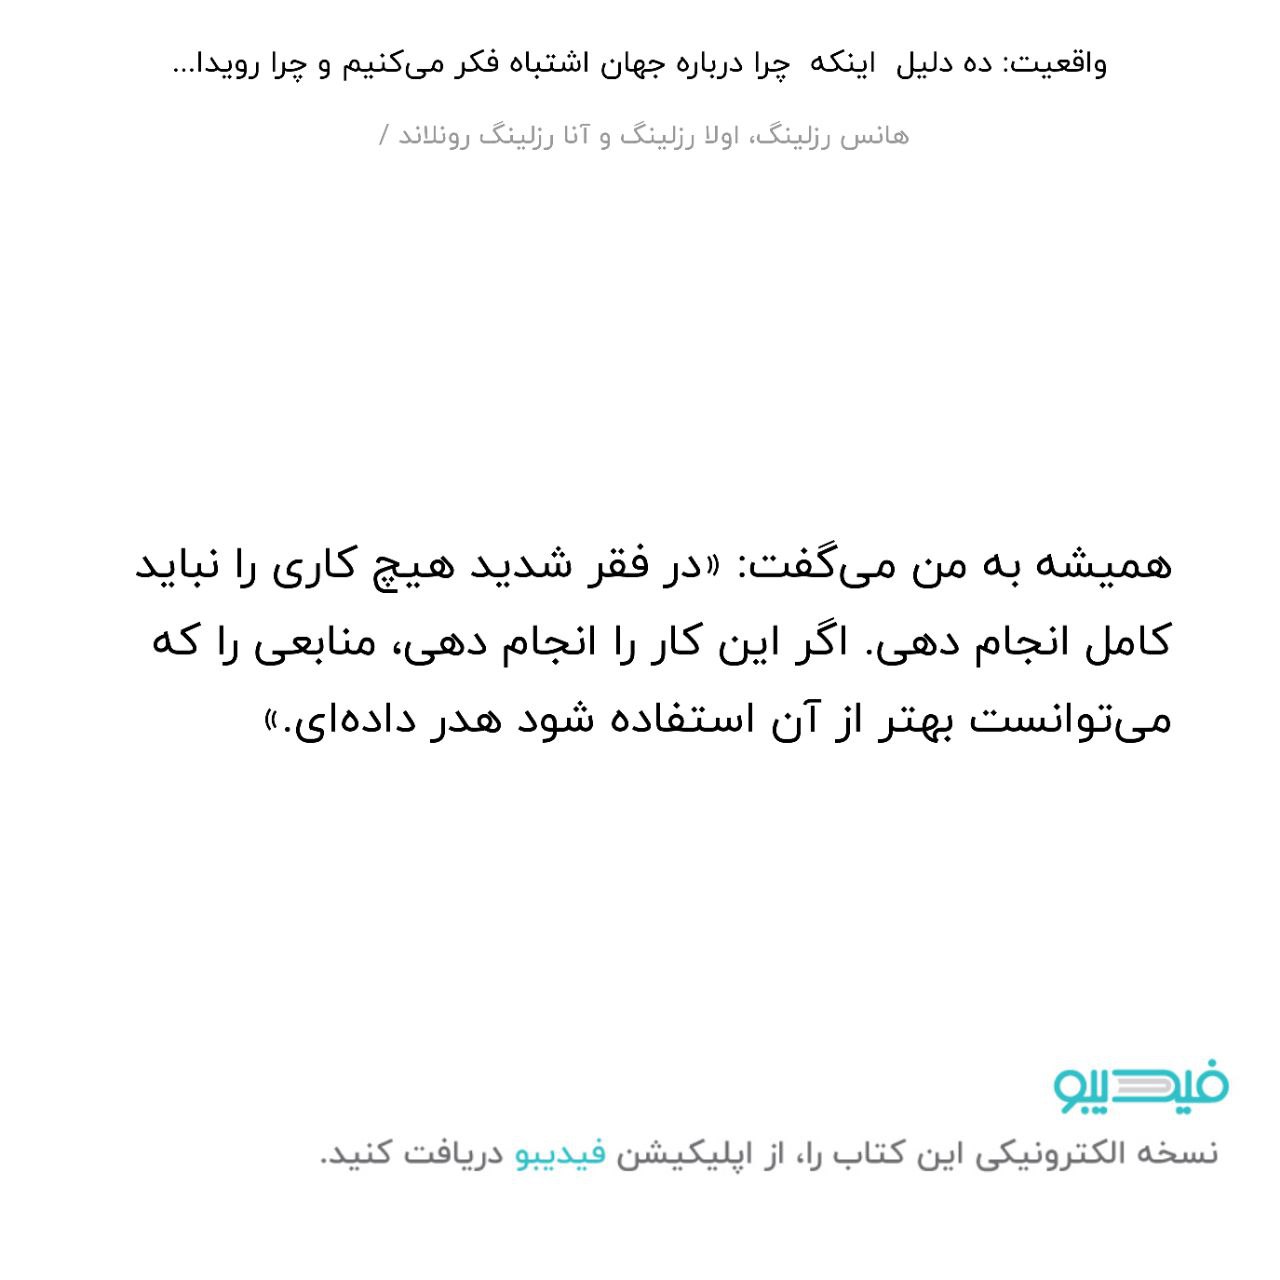 واقعیت: ده دلیل اینکه چرا درباره جهان اشتباه فکر می‌کنیم و چرا رویدا...
هانس رزلینگ، اولا رزلینگ و آنا رزلینگ رونلاند /
همیشه به من می‌گفت: «در فقر شدید هیچ کاری را نباید
کامل انجام دهی. اگر این کار را انجام دهی، منابعی را که
می‌توانست بهتر از آن استفاده شود هدر داده‌ای.»
فیدیبو
نسخه الکترونیکی این کتاب را، از اپلیکیشن فیدیبو دریافت کنید.